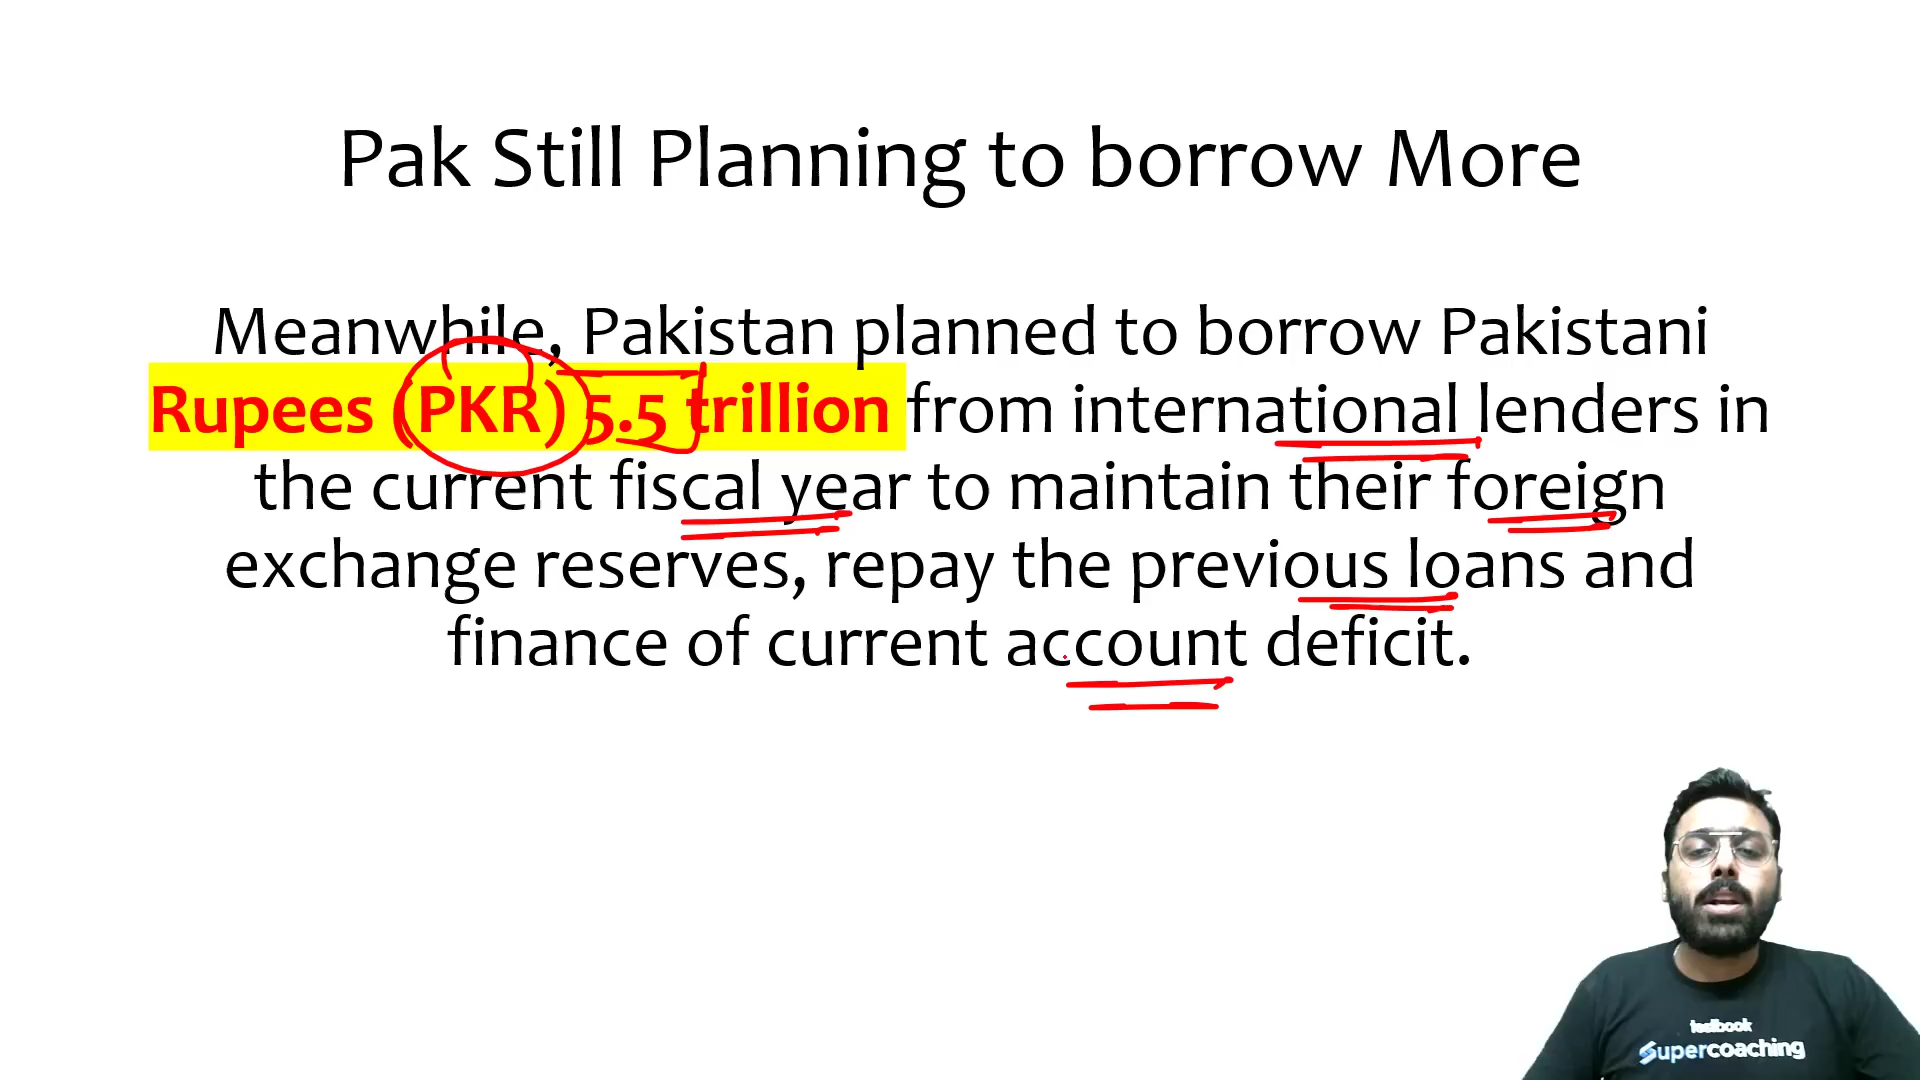 Pak Still Planning to borrow More
Meanwhile, Pakistan planned to borrow Pakistani
Rupees (PKR) 5.5 trillion from international lenders in
the current fiscal year to maintain their foreign
exchange reserves, repay the previous loans and
finance of current account deficit.
testbook
Supercoaching